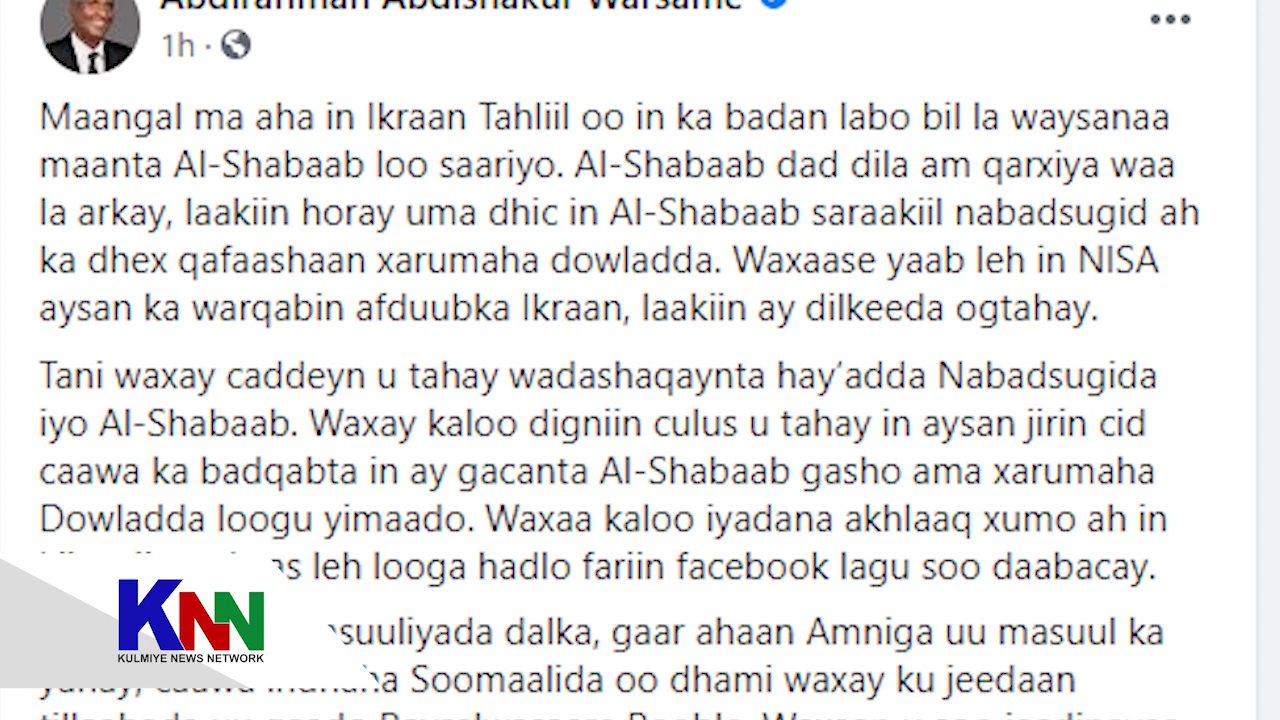 Abdirahman Abdishakur Warsame
1h ·
Maangal ma aha in Ikraan Tahliil oo in ka badan labo bil la waysanaa
maanta Al-Shabaab loo saariyo. Al-Shabaab dad dila am qarxiya waa
la arkay, laakiin horay uma dhic in Al-Shabaab saraakiil nabadsugid ah
ka dhex qafaashaan xarumaha dowladda. Waxaase yaab leh in NISA
aysan ka warqabin afduubka Ikraan, laakiin ay dilkeeda ogtahay.
Tani waxay caddeyn u tahay wadashaqaynta hay’adda Nabadsugida
iyo Al-Shabaab. Waxay kaloo digniin culus u tahay in aysan jirin cid
caawa ka badqabta in ay gacanta Al-Shabaab gasho ama xarumaha
Dowladda loogu yimaado. Waxaa kaloo iyadana akhlaaq xumo ah in
leh looga hadlo fariin facebook lagu soo daabacay.
dalka, gaar ahaan Amniga uu masuul ka
yahay, caawa Soomaalida oo dhami waxay ku jeedaan
KNN
KULMIYE NEWS NETWORK